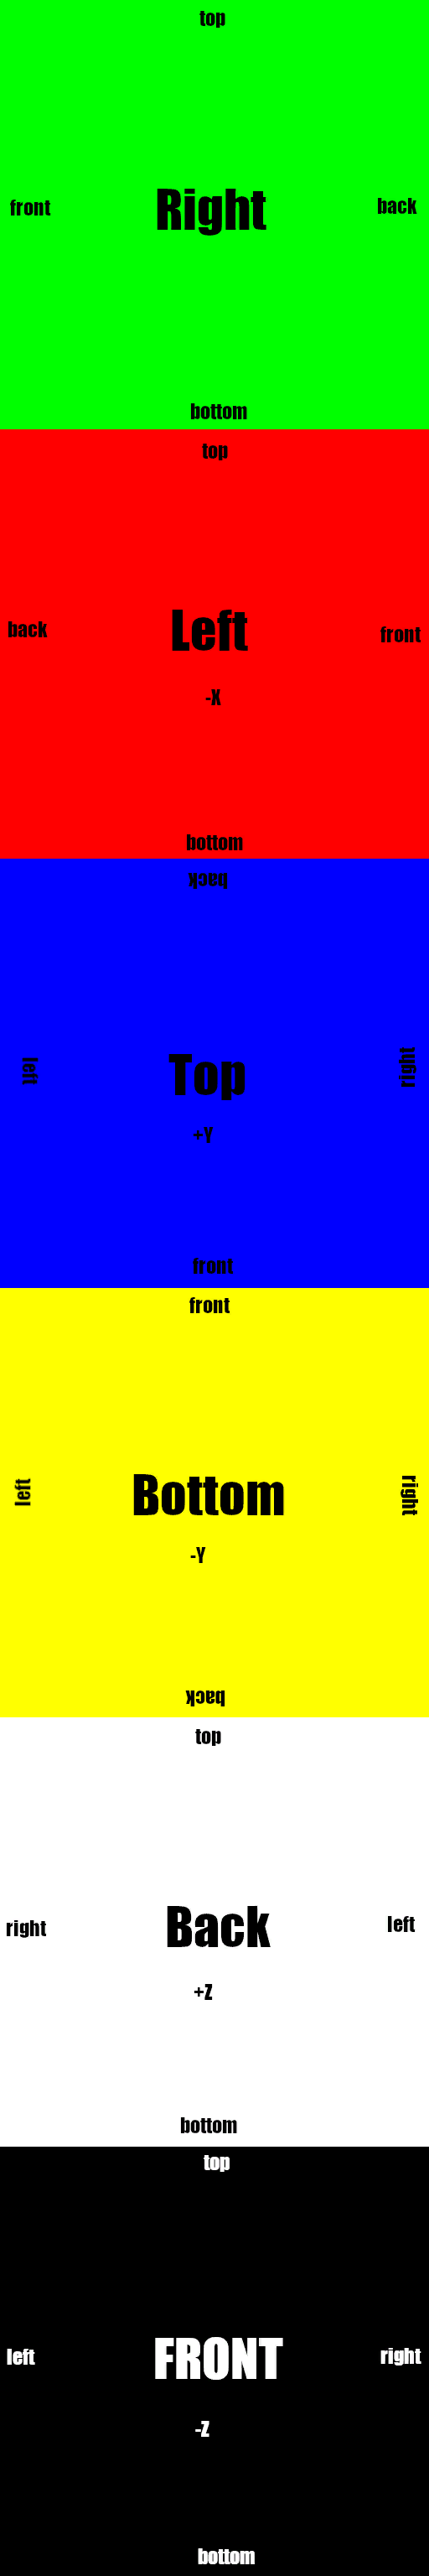 top
front Right back
bottom
top
back Left front
-X
bottom
back
left Top right
+Y
front
front
left Bottom right
-Y
back
top
right Back left
+Z
bottom
top
left FRONT right
-Z
bottom